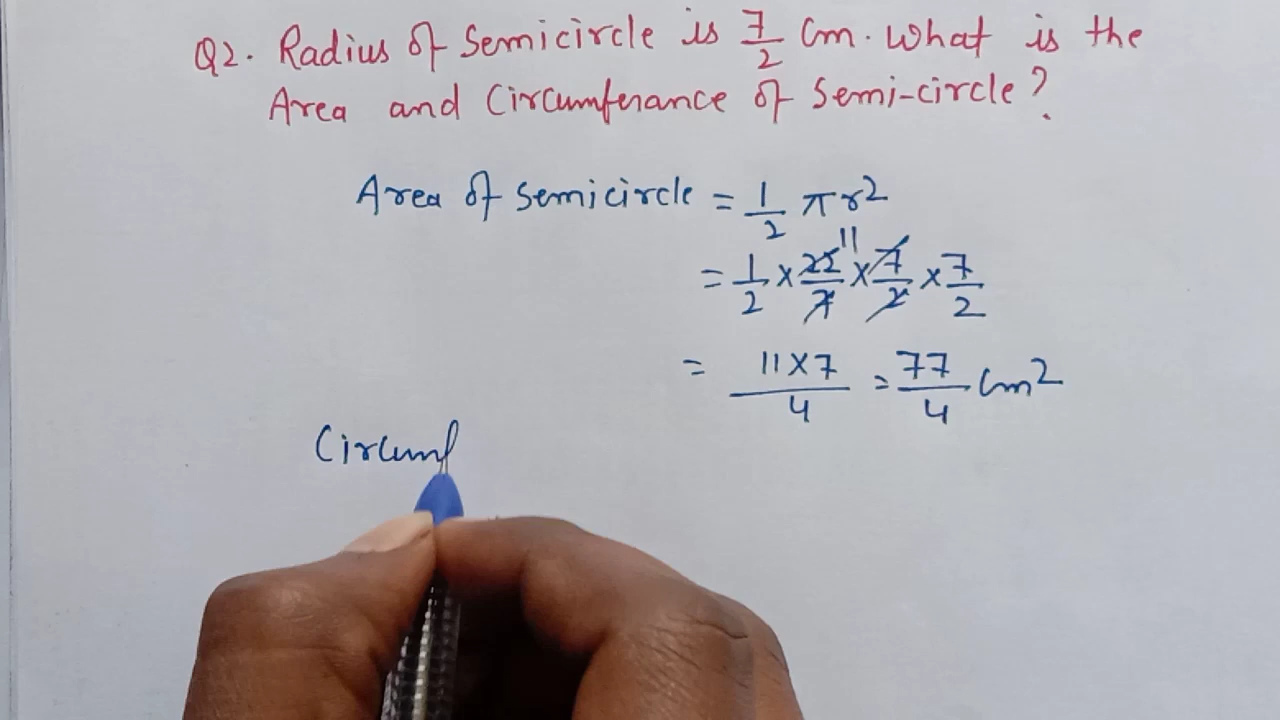 Q2. Radius of Semicircle is 7/2 cm. What is the
Area and Circumferance of Semi-circle?
Area of Semicircle = 1/2 πr²
= 1/2 × 22/7 11 × 7/2 × 7/2
= 11×7/4 = 77/4 cm²
Circumf